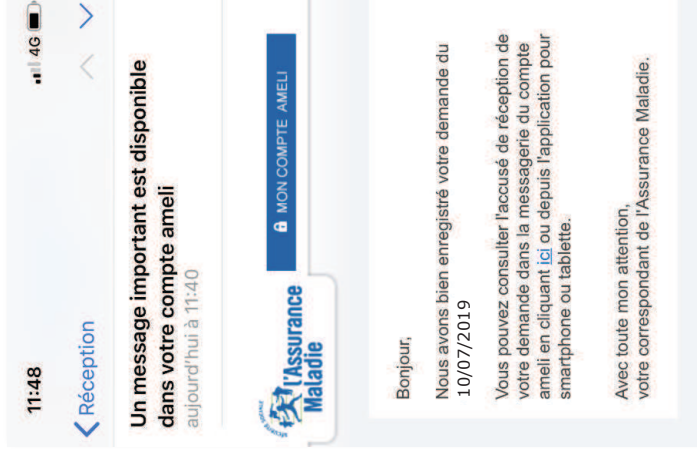 11:48
4G
Réception
Un message important est disponible
dans votre compte ameli
aujourd'hui à 11:40
SÉCURITÉ SOCIALE
l'Assurance
Maladie
MON COMPTE AMELI
Bonjour,
Nous avons bien enregistré votre demande du
10/07/2019
Vous pouvez consulter l'accusé de réception de
votre demande dans la messagerie du compte
ameli en cliquant ici ou depuis l'application pour
smartphone ou tablette.
Avec toute mon attention,
votre correspondant de l'Assurance Maladie.